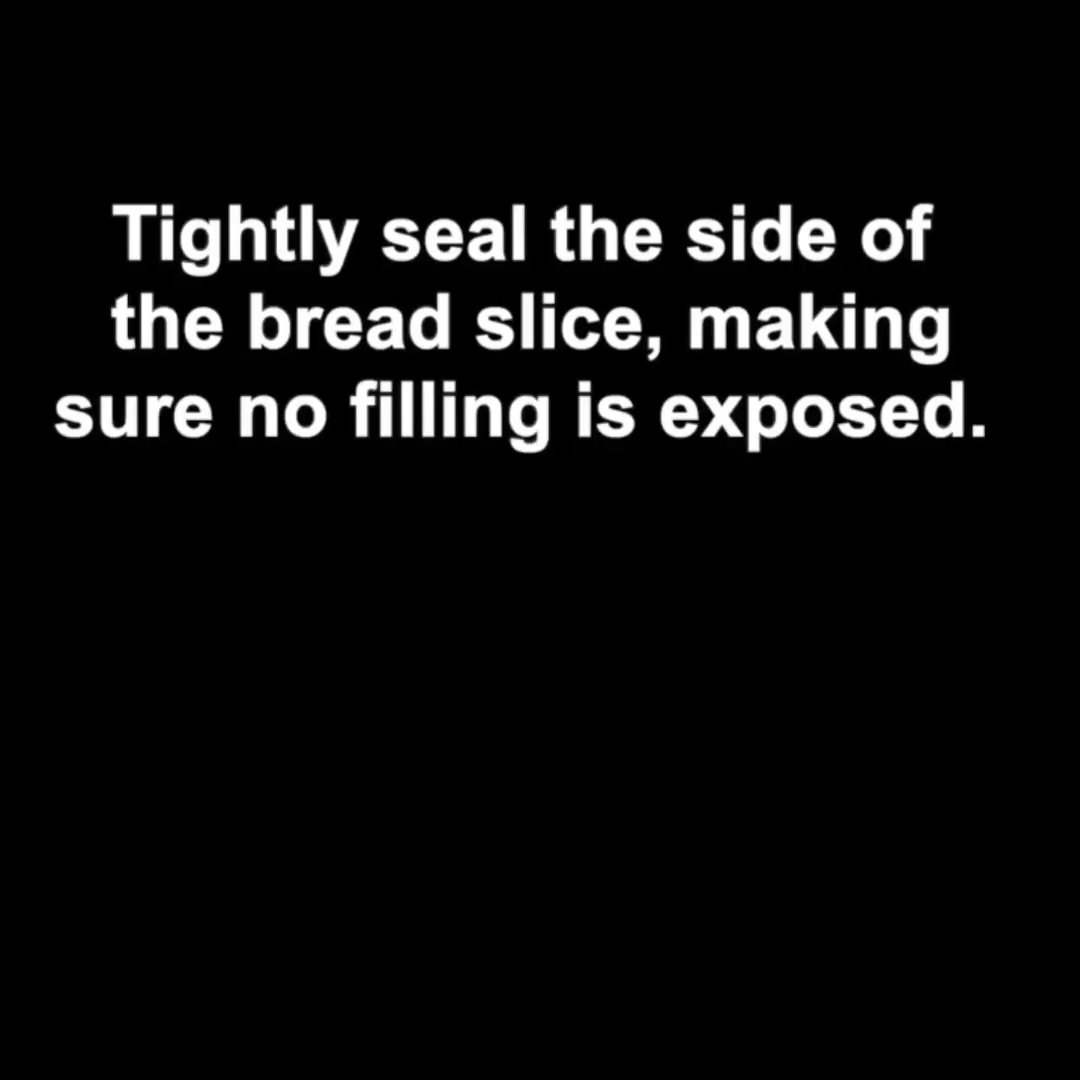 Tightly seal the side of
the bread slice, making
sure no filling is exposed.